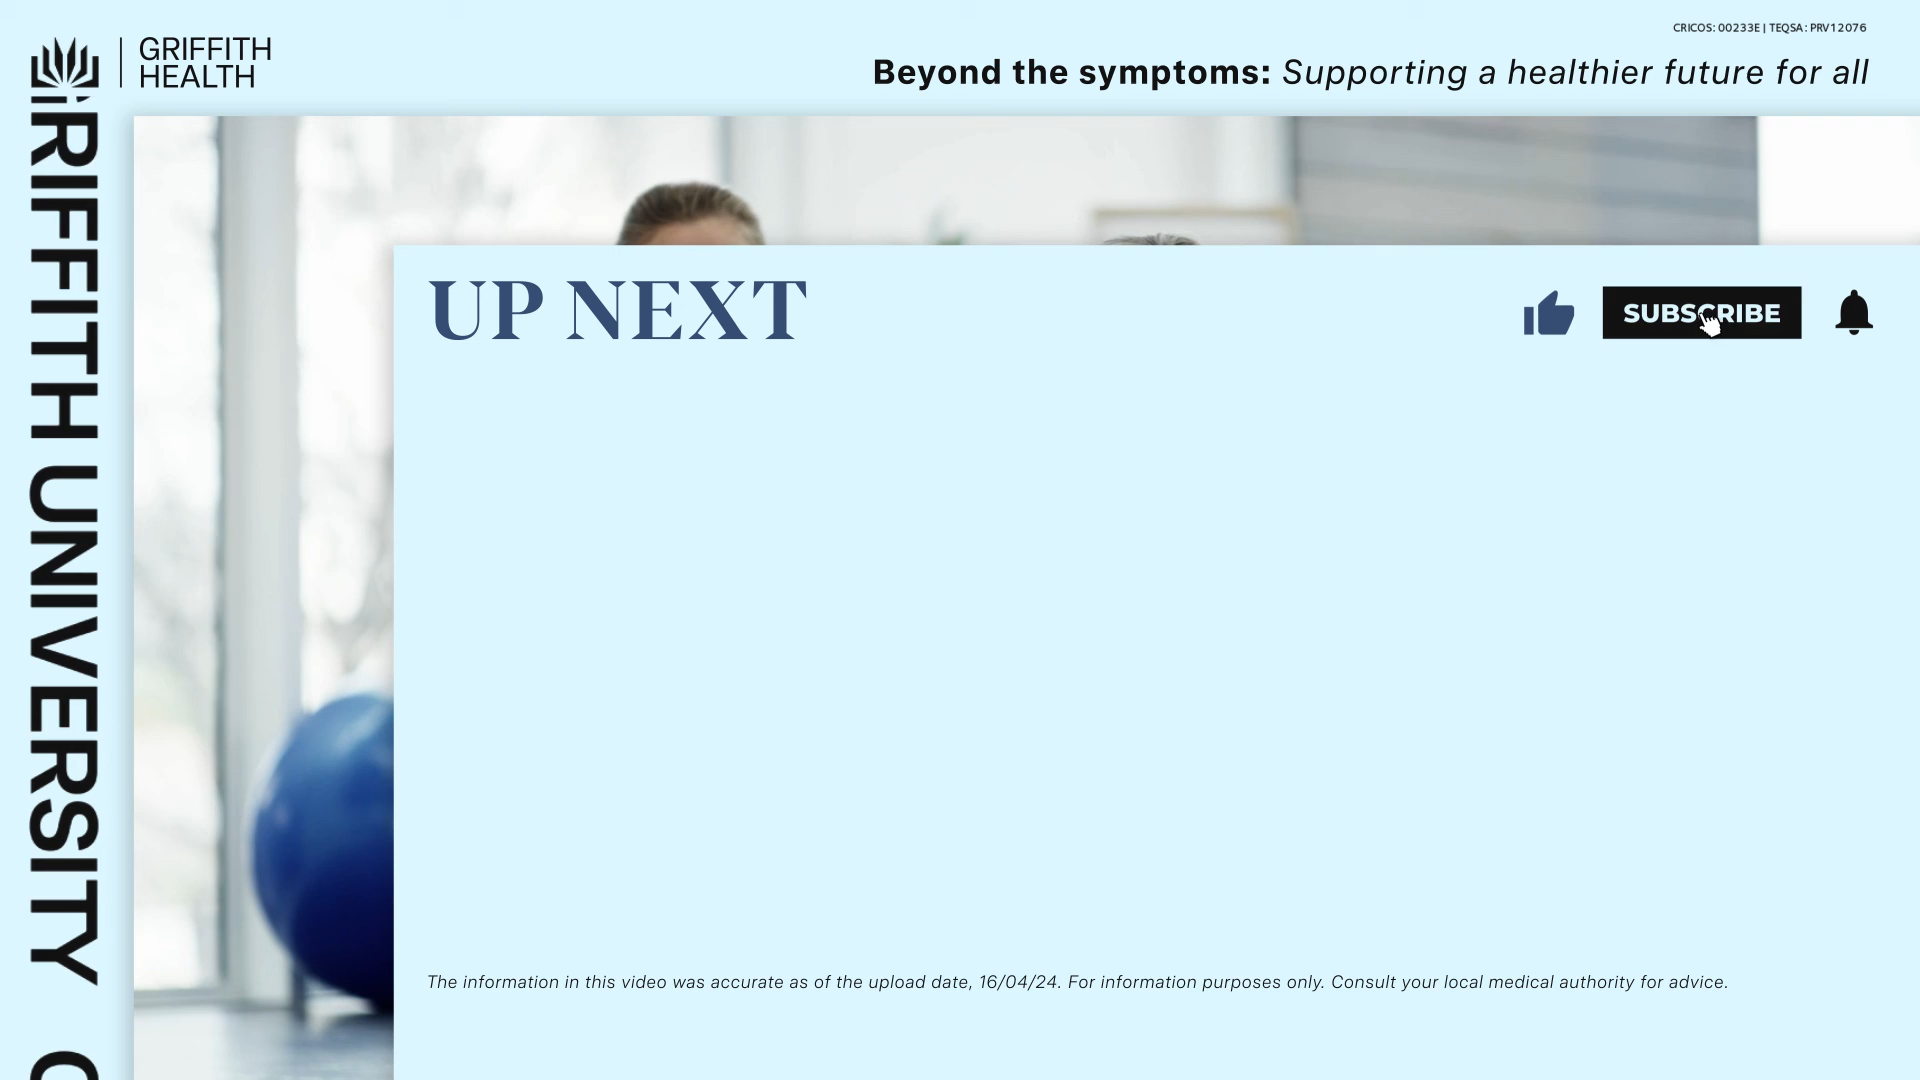 CRICOS: 00233E | TEQSA: PRV12076
GRIFFITH
HEALTH
Beyond the symptoms: Supporting a healthier future for all
GRIFFITH UNIVERSITY
UP NEXT
SUBSCRIBE
The information in this video was accurate as of the upload date, 16/04/24. For information purposes only. Consult your local medical authority for advice.